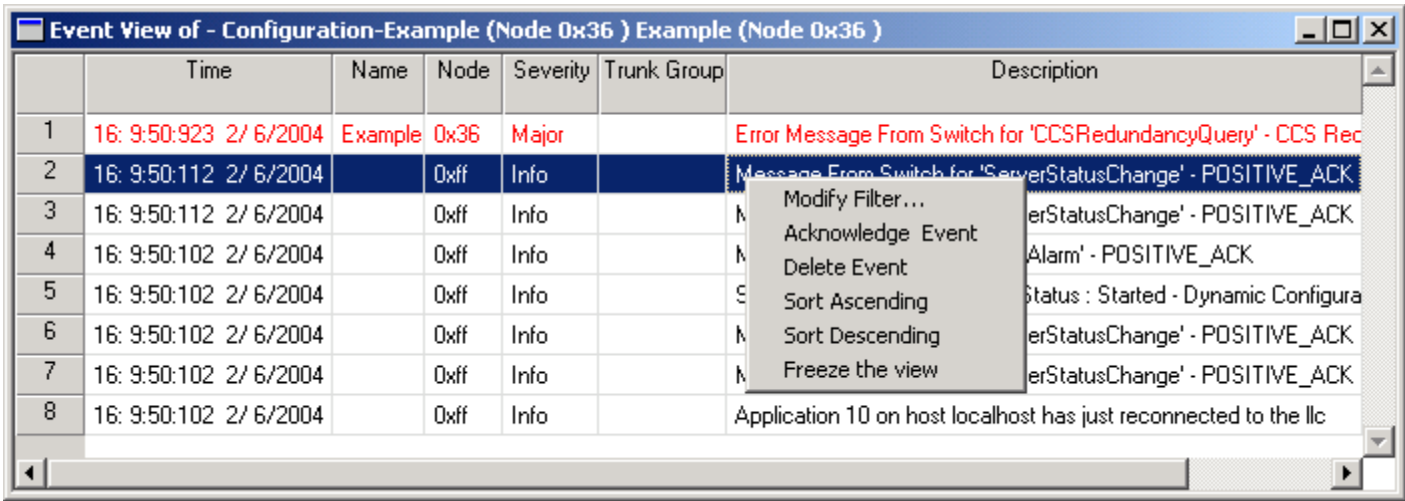 Event View of - Configuration-Example (Node 0x36 ) Example (Node 0x36 )
Time Name Node Severity Trunk Group Description
1 16: 9:50:923 2/ 6/2004 Example 0x36 Major Error Message From Switch for 'CCSRedundancyQuery' - CCS Rec
2 16: 9:50:112 2/ 6/2004 0xff Info Message From Switch for 'ServerStatusChange' - POSITIVE_ACK
Modify Filter...
3 16: 9:50:112 2/ 6/2004 0xff Info erStatusChange' - POSITIVE_ACK
Acknowledge Event
4 16: 9:50:102 2/ 6/2004 0xff Info Alarm' - POSITIVE_ACK
Delete Event
5 16: 9:50:102 2/ 6/2004 0xff Info Status : Started - Dynamic Configura
Sort Ascending
6 16: 9:50:102 2/ 6/2004 0xff Info erStatusChange' - POSITIVE_ACK
Sort Descending
7 16: 9:50:102 2/ 6/2004 0xff Info erStatusChange' - POSITIVE_ACK
Freeze the view
8 16: 9:50:102 2/ 6/2004 0xff Info Application 10 on host localhost has just reconnected to the llc